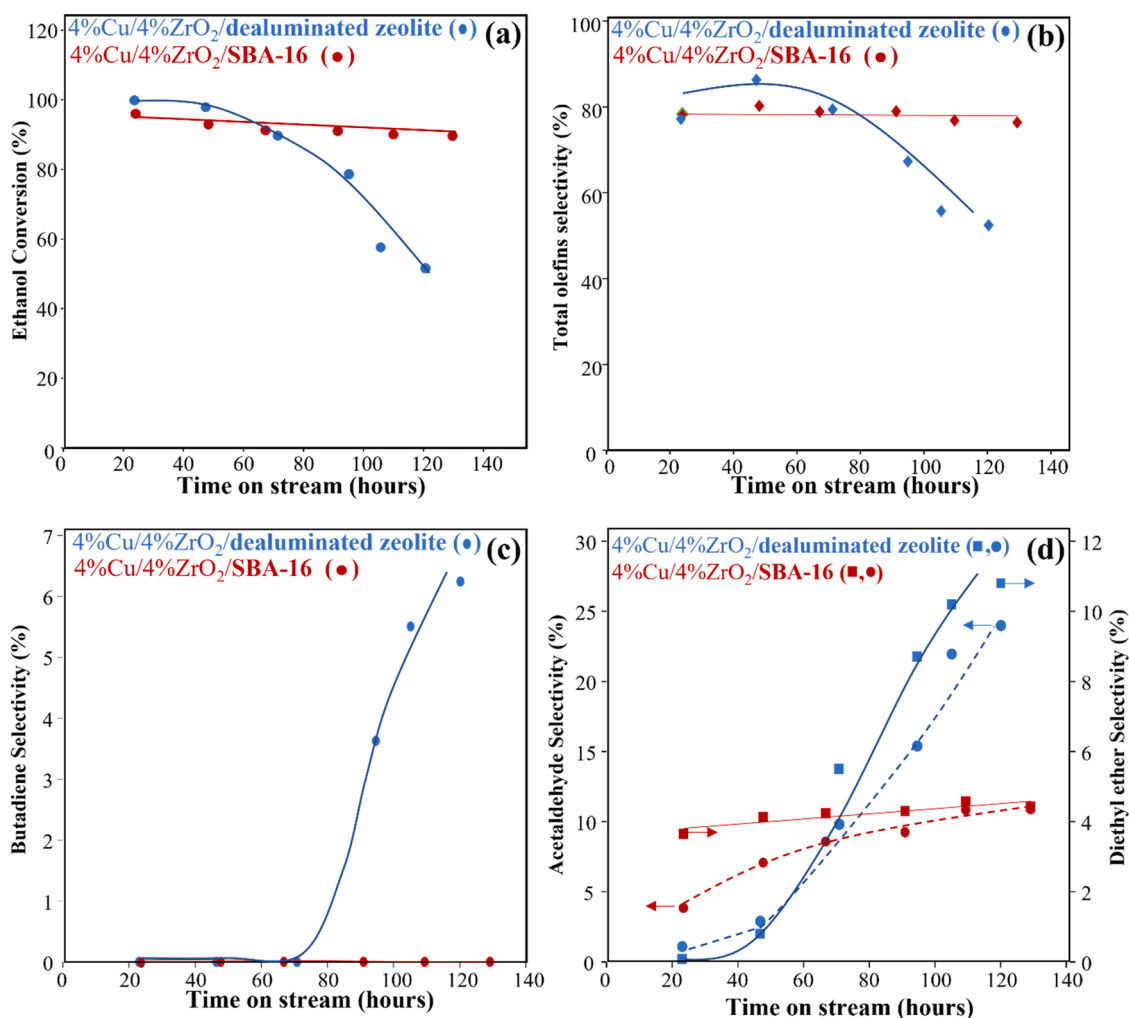 4%Cu/4%ZrO2/dealuminated zeolite (●)
4%Cu/4%ZrO2/SBA-16 (●)
(a)
Ethanol Conversion (%)
120
100
80
60
40
20
0
0 20 40 60 80 100 120 140
Time on stream (hours)
4%Cu/4%ZrO2/dealuminated zeolite (●)
4%Cu/4%ZrO2/SBA-16 (●)
(b)
Total olefins selectivity (%)
100
80
60
40
20
0
0 20 40 60 80 100 120 140
Time on stream (hours)
4%Cu/4%ZrO2/dealuminated zeolite (●)
4%Cu/4%ZrO2/SBA-16 (●)
(c)
Butadiene Selectivity (%)
7
6
5
4
3
2
1
0
0 20 40 60 80 100 120 140
Time on stream (hours)
4%Cu/4%ZrO2/dealuminated zeolite (■,●)
4%Cu/4%ZrO2/SBA-16 (■,●)
(d)
Acetaldehyde Selectivity (%)
30
25
20
15
10
5
0
0 20 40 60 80 100 120 140
Time on stream (hours)
12
10
8
6
4
2
0
Diethyl ether Selectivity (%)